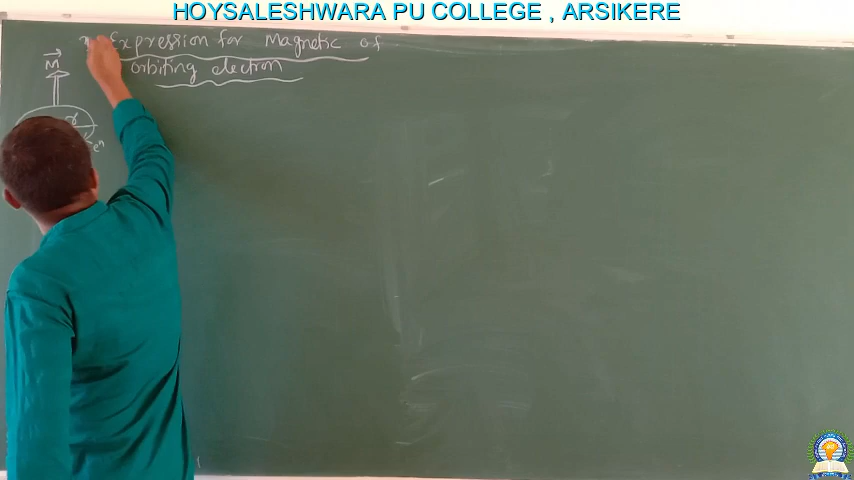 HOYSALESHWARA PU COLLEGE , ARSIKERE
Expression for Magnetic of
orbiting electron
M
r
e